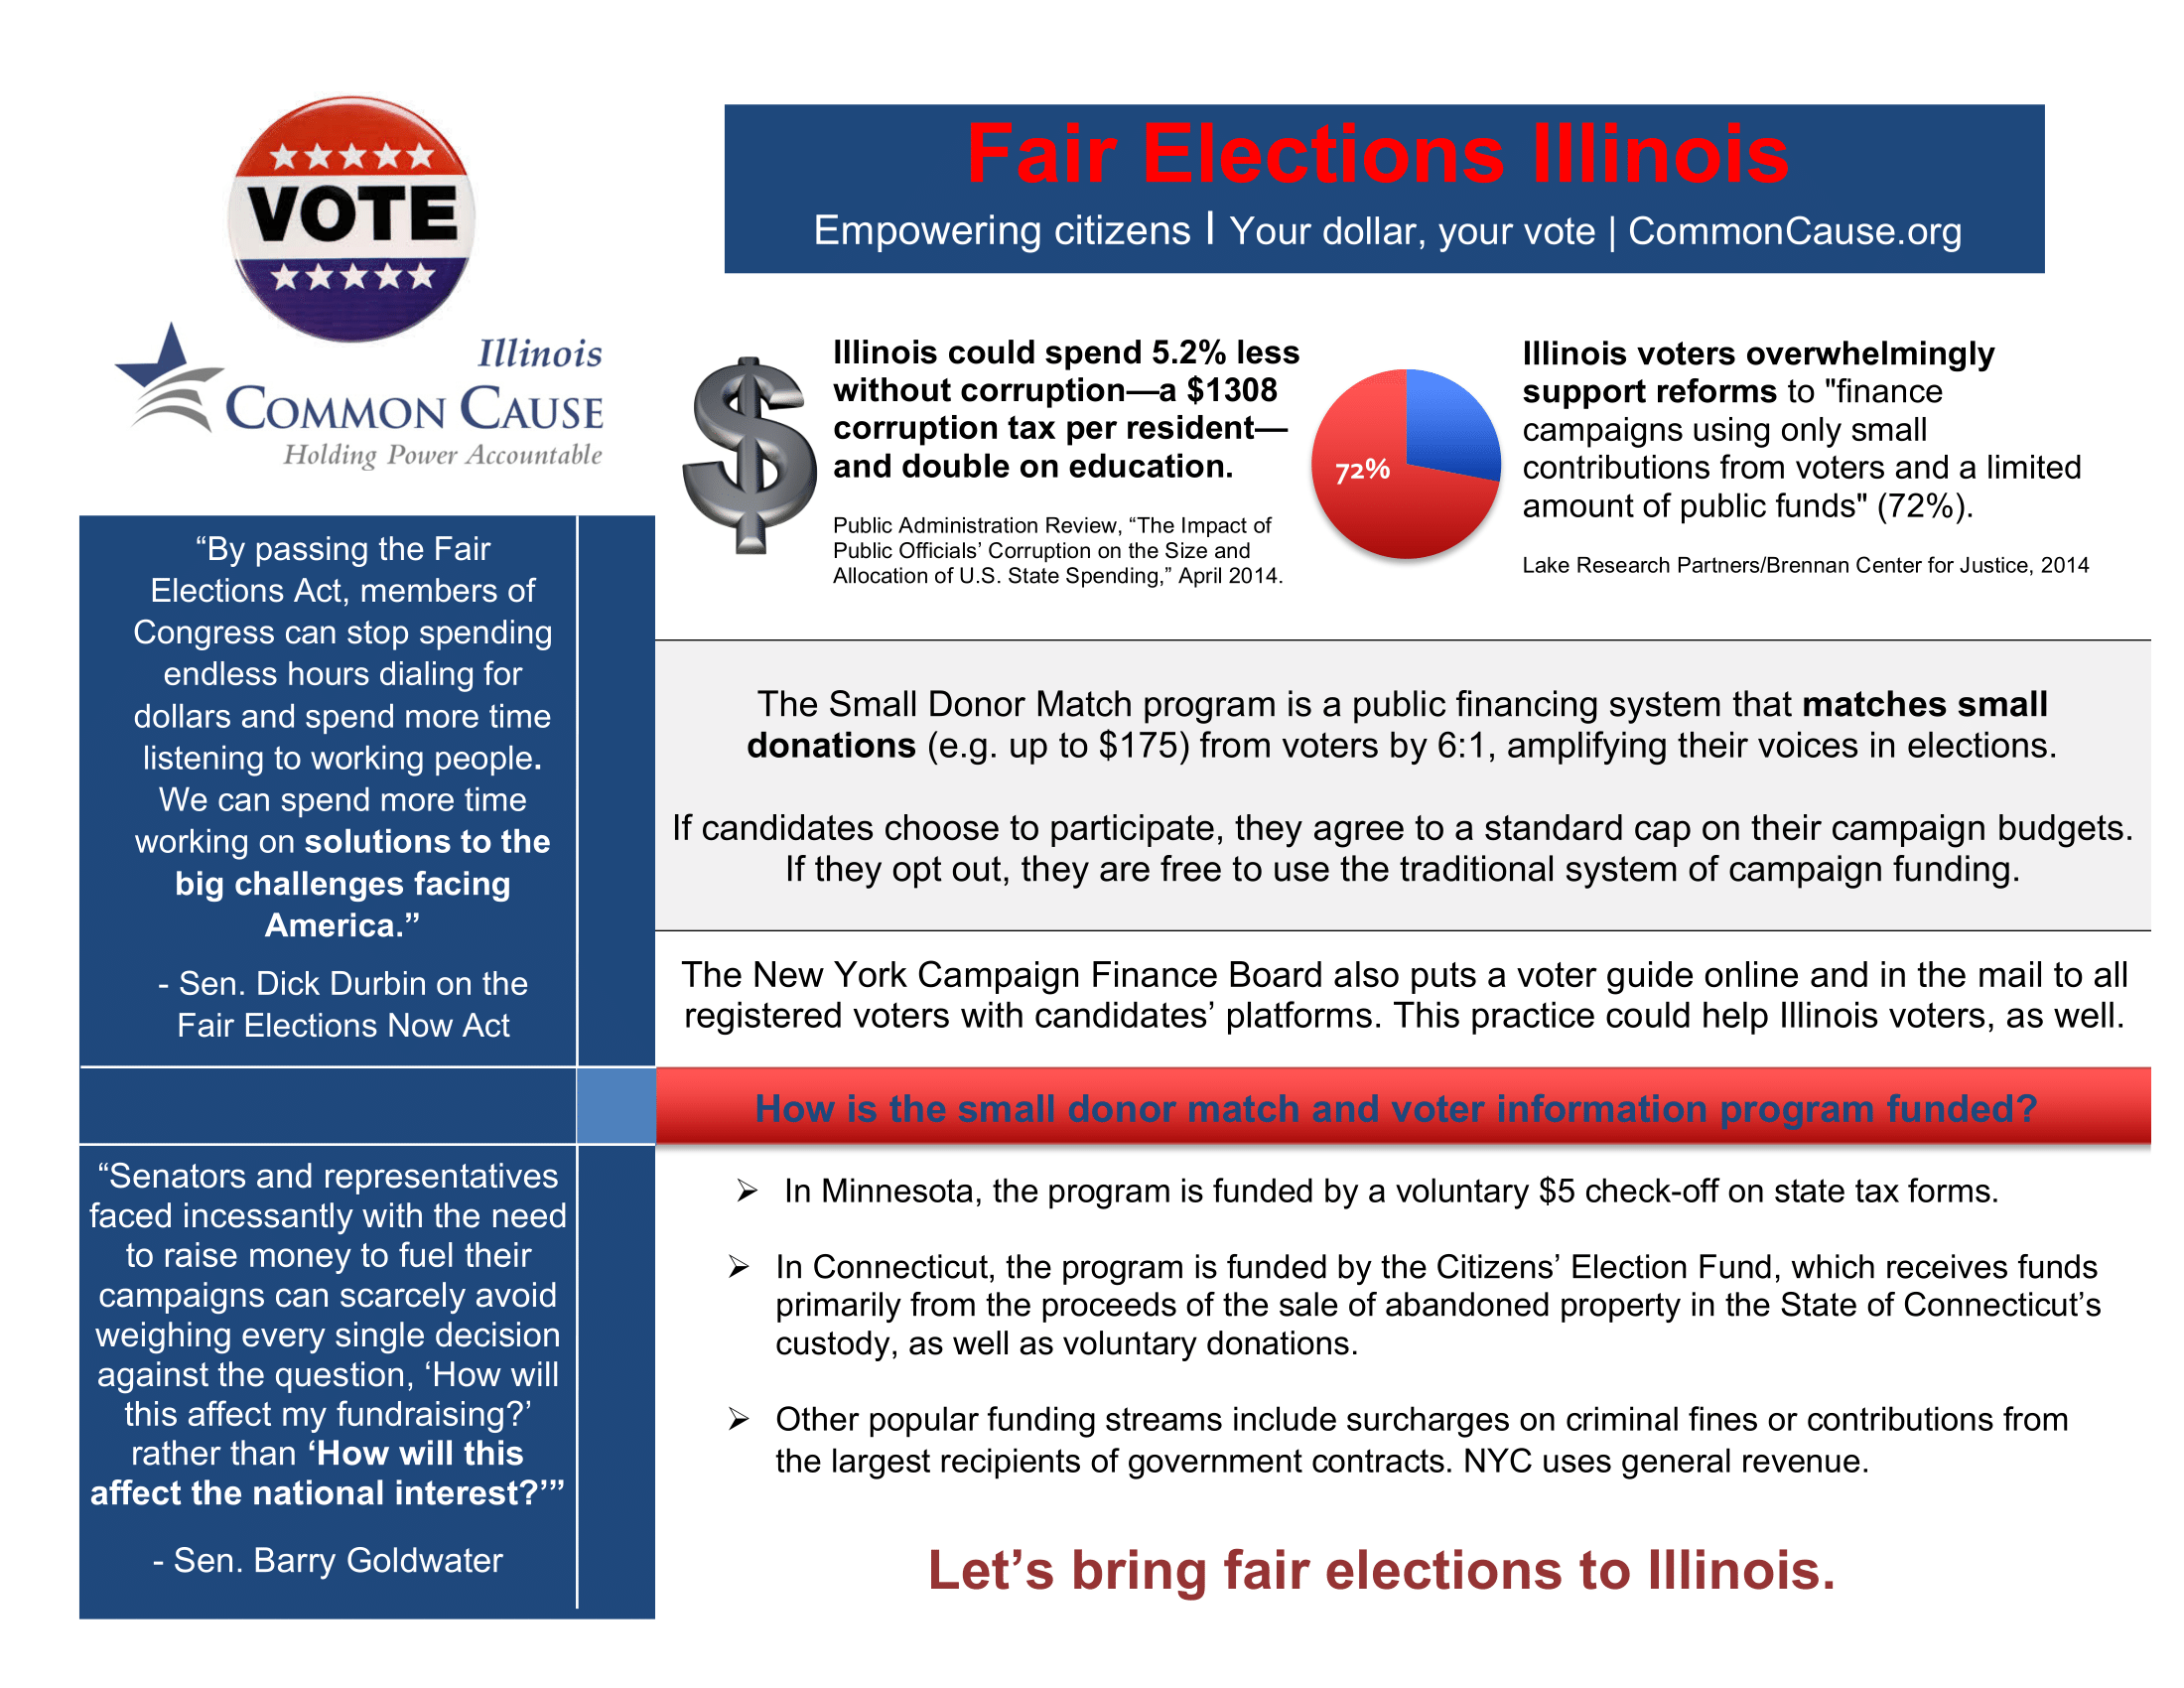 VOTE
Illinois
COMMON CAUSE
Holding Power Accountable
Fair Elections Illinois
Empowering citizens | Your dollar, your vote | CommonCause.org
Illinois could spend 5.2% less
without corruption—a $1308
corruption tax per resident—
and double on education.
Public Administration Review, “The Impact of
Public Officials’ Corruption on the Size and
Allocation of U.S. State Spending,” April 2014.
72%
Illinois voters overwhelmingly
support reforms to "finance
campaigns using only small
contributions from voters and a limited
amount of public funds" (72%).
Lake Research Partners/Brennan Center for Justice, 2014
“By passing the Fair
Elections Act, members of
Congress can stop spending
endless hours dialing for
dollars and spend more time
listening to working people.
We can spend more time
working on solutions to the
big challenges facing
America.”
- Sen. Dick Durbin on the
Fair Elections Now Act
The Small Donor Match program is a public financing system that matches small
donations (e.g. up to $175) from voters by 6:1, amplifying their voices in elections.
If candidates choose to participate, they agree to a standard cap on their campaign budgets.
If they opt out, they are free to use the traditional system of campaign funding.
The New York Campaign Finance Board also puts a voter guide online and in the mail to all
registered voters with candidates’ platforms. This practice could help Illinois voters, as well.
How is the small donor match and voter information program funded?
“Senators and representatives
faced incessantly with the need
to raise money to fuel their
campaigns can scarcely avoid
weighing every single decision
against the question, ‘How will
this affect my fundraising?’
rather than ‘How will this
affect the national interest?’”
- Sen. Barry Goldwater
➢ In Minnesota, the program is funded by a voluntary $5 check-off on state tax forms.
➢ In Connecticut, the program is funded by the Citizens’ Election Fund, which receives funds
primarily from the proceeds of the sale of abandoned property in the State of Connecticut’s
custody, as well as voluntary donations.
➢ Other popular funding streams include surcharges on criminal fines or contributions from
the largest recipients of government contracts. NYC uses general revenue.
Let’s bring fair elections to Illinois.